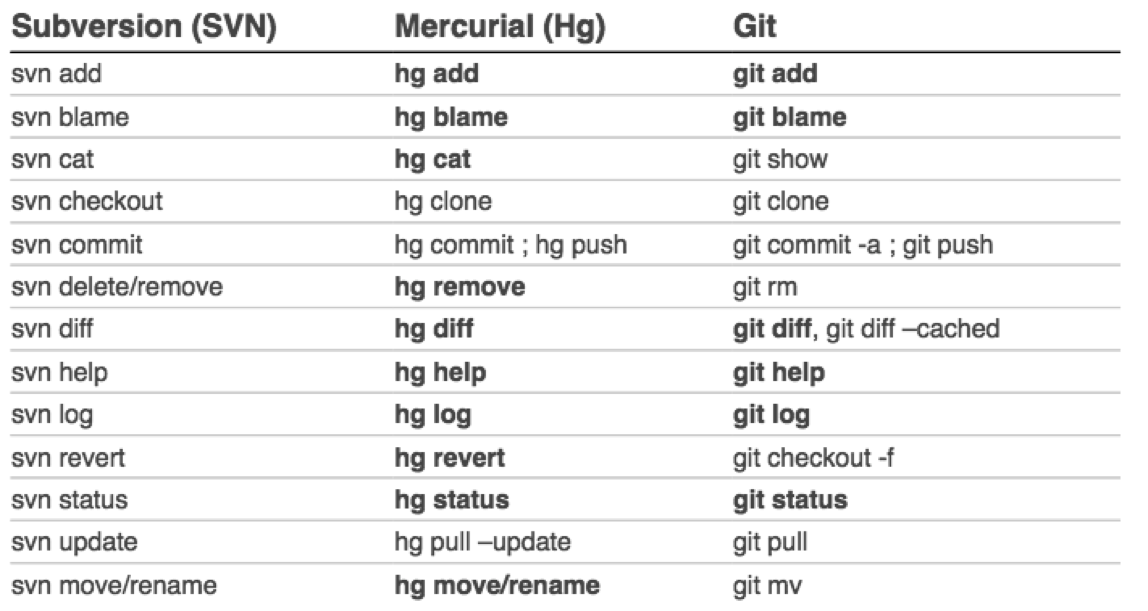 Subversion (SVN) Mercurial (Hg) Git
svn add hg add git add
svn blame hg blame git blame
svn cat hg cat git show
svn checkout hg clone git clone
svn commit hg commit ; hg push git commit -a ; git push
svn delete/remove hg remove git rm
svn diff hg diff git diff, git diff –cached
svn help hg help git help
svn log hg log git log
svn revert hg revert git checkout -f
svn status hg status git status
svn update hg pull –update git pull
svn move/rename hg move/rename git mv